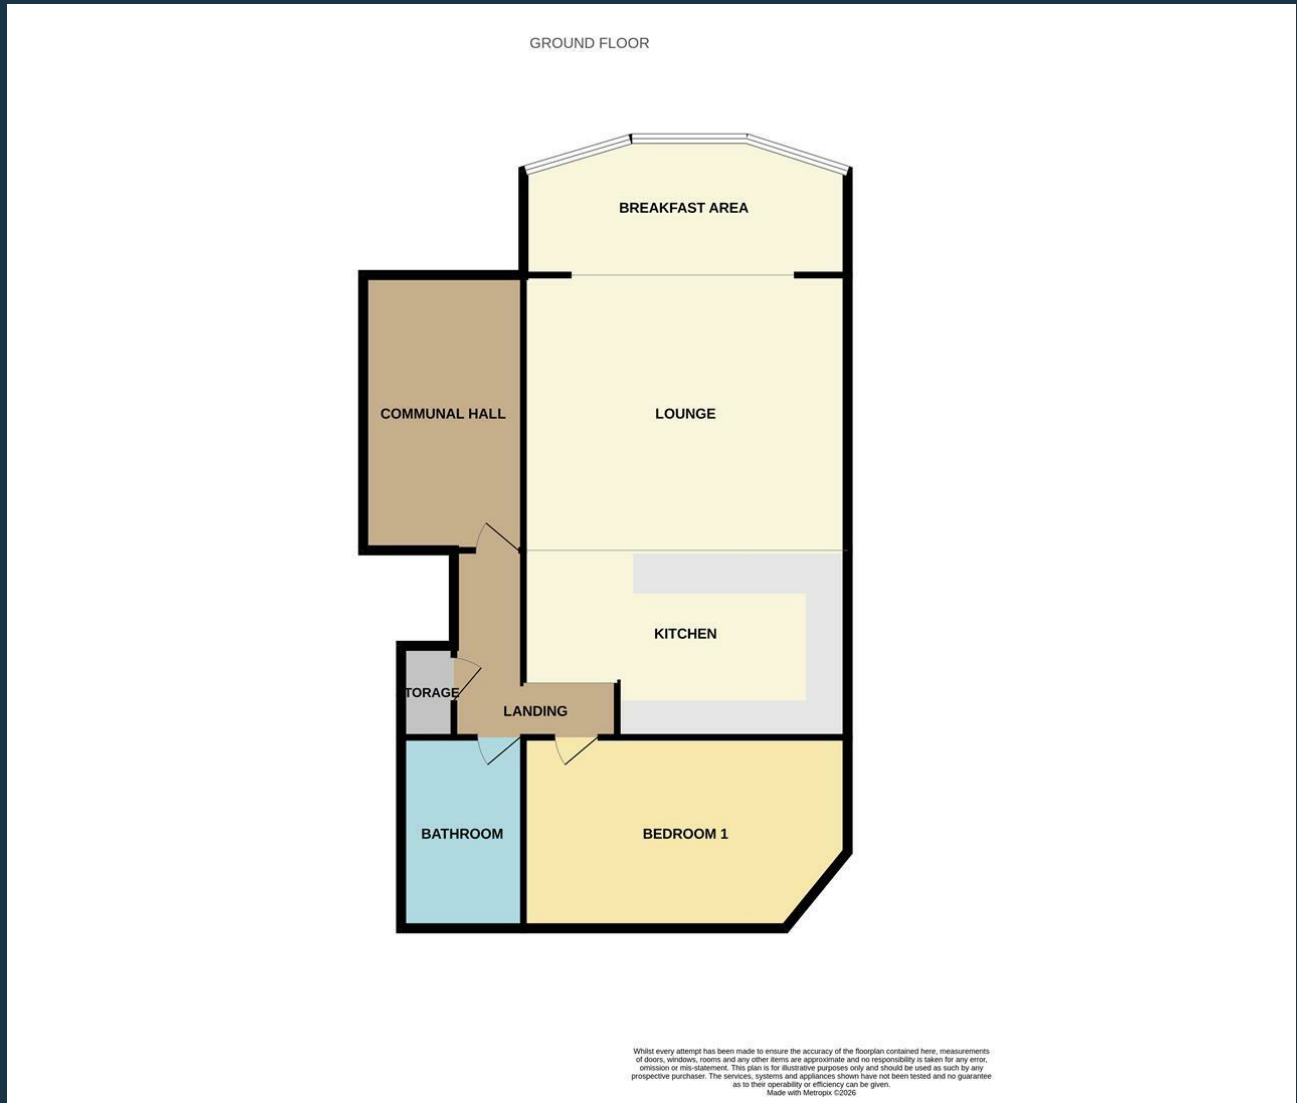 GROUND FLOOR
BREAKFAST AREA
COMMUNAL HALL
LOUNGE
KITCHEN
TORAGE
LANDING
BATHROOM
BEDROOM 1
Whilst every attempt has been made to ensure the accuracy of the floorplan contained here, measurements
of doors, windows, rooms and any other items are approximate and no responsibility is taken for any error,
omission or mis-statement. This plan is for illustrative purposes only and should be used as such by any
prospective purchaser. The services, systems and appliances shown have not been tested and no guarantee
as to their operability or efficiency can be given.
Made with Metropix ©2026